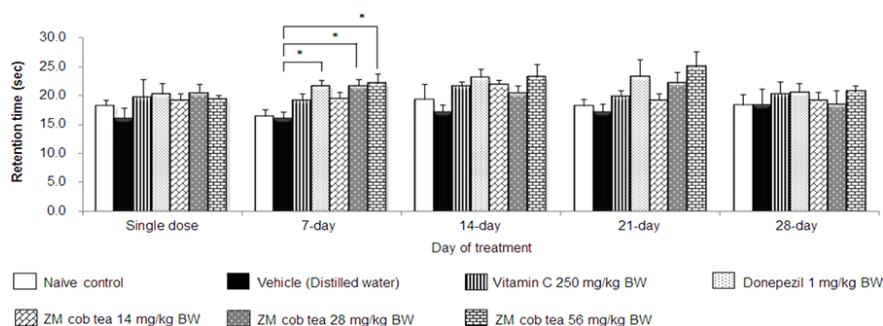 *
*
*
30.0
25.0
20.0
15.0
10.0
5.0
0.0
Retention time (sec)
Single dose 7-day 14-day 21-day 28-day
Day of treatment
Naïve control Vehicle (Distilled water) Vitamin C 250 mg/kg BW Donepezil 1 mg/kg BW
ZM cob tea 14 mg/kg BW ZM cob tea 28 mg/kg BW ZM cob tea 56 mg/kg BW